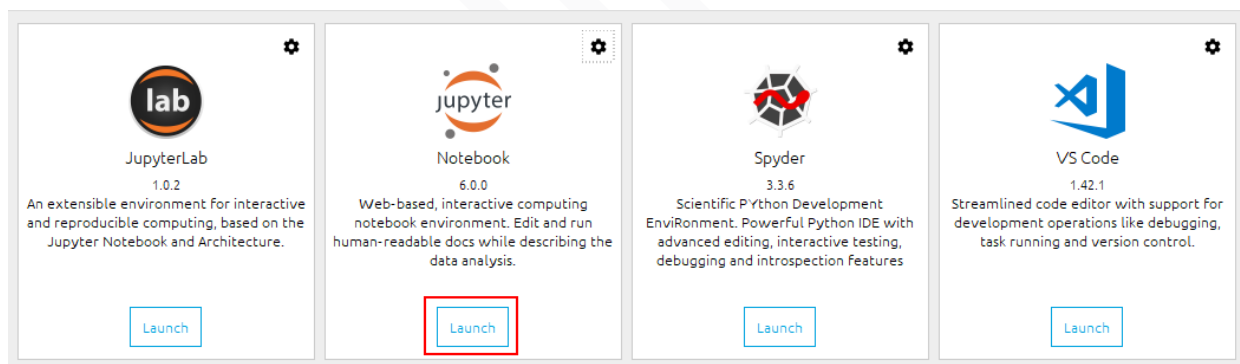 lab
JupyterLab
1.0.2
An extensible environment for interactive
and reproducible computing, based on the
Jupyter Notebook and Architecture.
Launch
jupyter
Notebook
6.0.0
Web-based, interactive computing
notebook environment. Edit and run
human-readable docs while describing the
data analysis.
Launch
Spyder
3.3.6
Scientific PYthon Development
EnviRonment. Powerful Python IDE with
advanced editing, interactive testing,
debugging and introspection features
Launch
VS Code
1.42.1
Streamlined code editor with support for
development operations like debugging,
task running and version control.
Launch